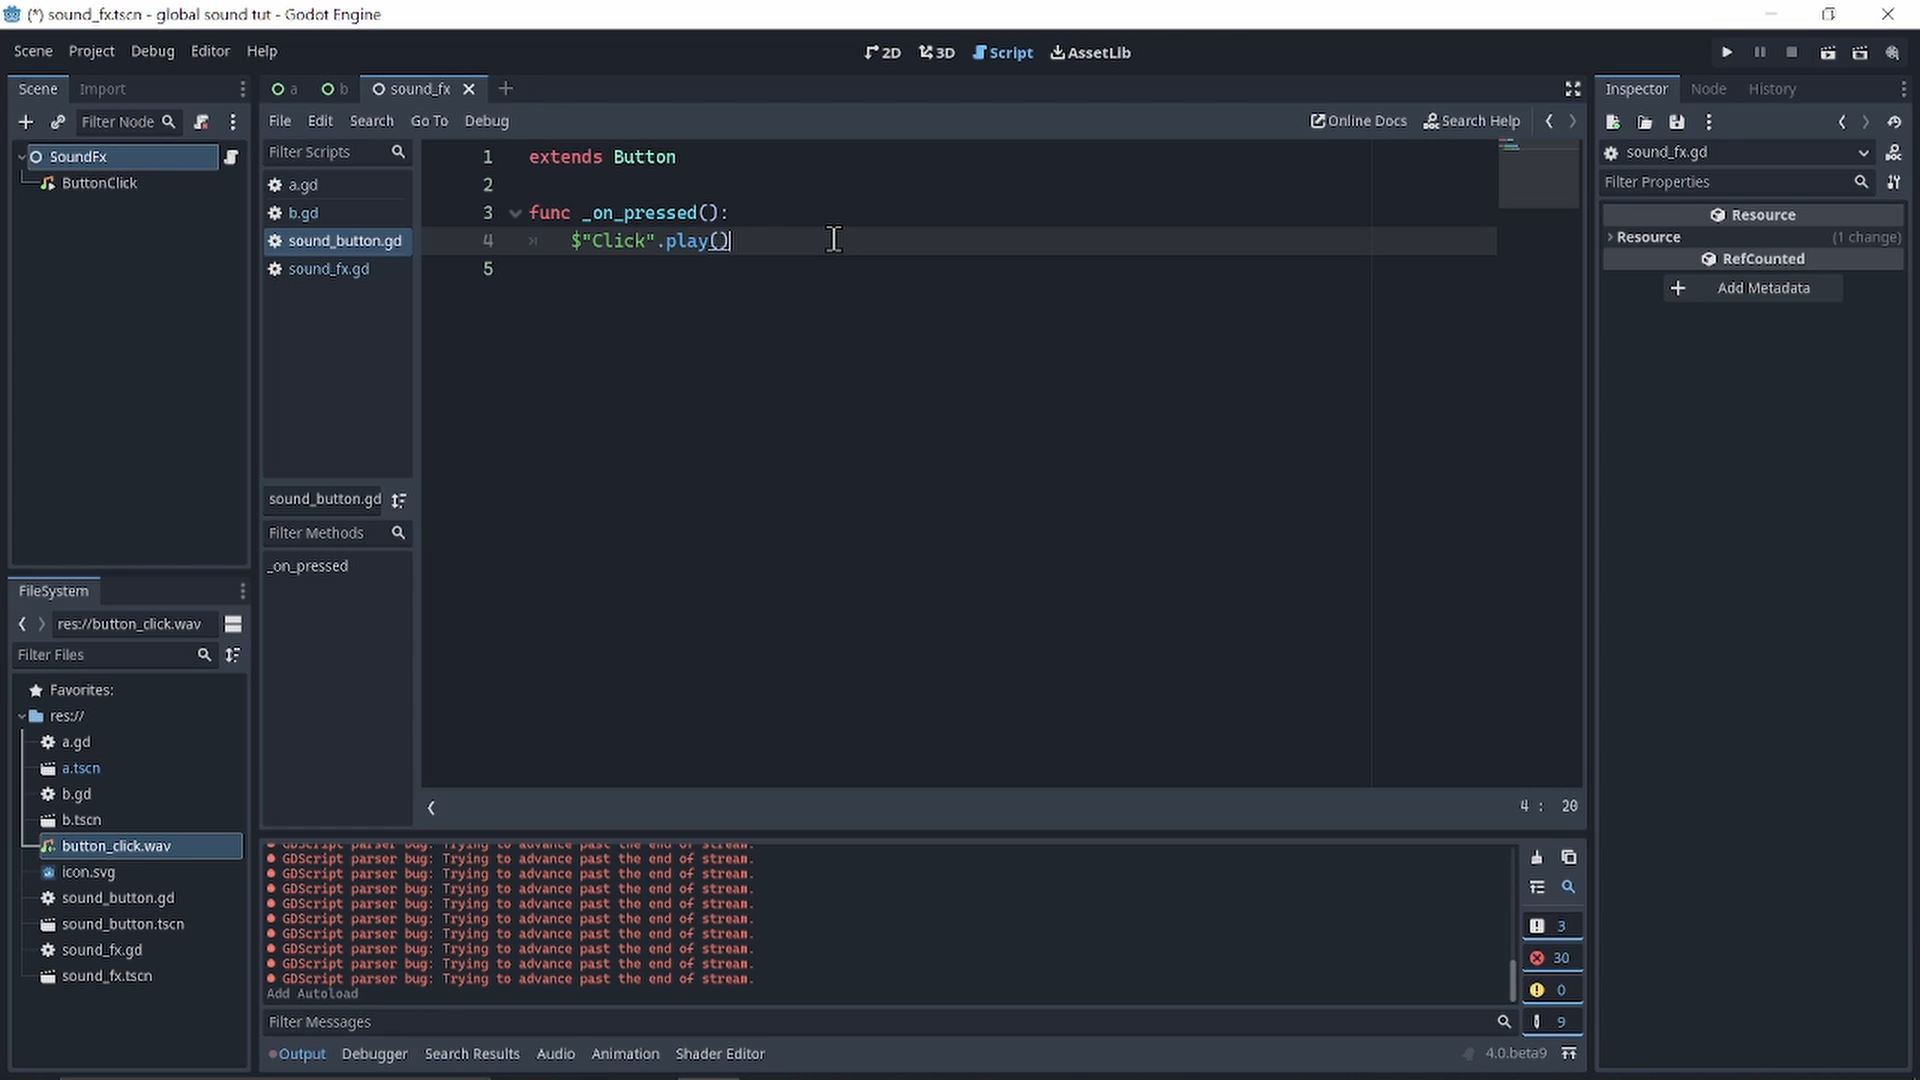 (*) sound_fx.tscn - global sound tut - Godot Engine
Scene Project Debug Editor Help
2D 3D Script AssetLib
Scene Import
Filter Node
SoundFx
ButtonClick
a b sound_fx
File Edit Search Go To Debug
Online Docs Search Help
Filter Scripts
a.gd
b.gd
sound_button.gd
sound_fx.gd
sound_button.gd
Filter Methods
_on_pressed
1 extends Button
2
3 func _on_pressed():
4 $"Click".play()
5
4 : 20
Inspector Node History
sound_fx.gd
Filter Properties
Resource
Resource (1 change)
RefCounted
Add Metadata
FileSystem
res://button_click.wav
Filter Files
Favorites:
res://
a.gd
a.tscn
b.gd
b.tscn
button_click.wav
icon.svg
sound_button.gd
sound_button.tscn
sound_fx.gd
sound_fx.tscn
GDScript parser bug: Trying to advance past the end of stream.
GDScript parser bug: Trying to advance past the end of stream.
GDScript parser bug: Trying to advance past the end of stream.
GDScript parser bug: Trying to advance past the end of stream.
GDScript parser bug: Trying to advance past the end of stream.
GDScript parser bug: Trying to advance past the end of stream.
GDScript parser bug: Trying to advance past the end of stream.
GDScript parser bug: Trying to advance past the end of stream.
GDScript parser bug: Trying to advance past the end of stream.
GDScript parser bug: Trying to advance past the end of stream.
Add Autoload
3
30
0
9
Filter Messages
Output Debugger Search Results Audio Animation Shader Editor
4.0.beta9